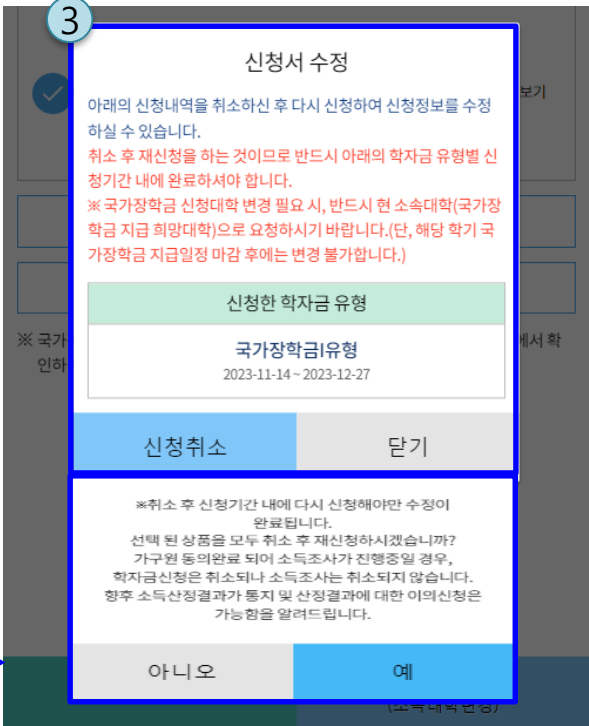 3
신청서 수정
보기
아래의 신청내역을 취소하신 후 다시 신청하여 신청정보를 수정
하실 수 있습니다.
취소 후 재신청을 하는 것이므로 반드시 아래의 학자금 유형별 신
청기간 내에 완료하셔야 합니다.
※ 국가장학금 신청대학 변경 필요 시, 반드시 현 소속대학(국가장
학금 지급 희망대학)으로 요청하시기 바랍니다.(단, 해당 학기 국
가장학금 지급일정 마감 후에는 변경 불가합니다.)
신청한 학자금 유형
※ 국가
에서 확
인하
국가장학금I유형
2023-11-14 ~ 2023-12-27
신청취소
닫기
※취소 후 신청기간 내에 다시 신청해야만 수정이
완료됩니다.
선택 된 상품을 모두 취소 후 재신청하시겠습니까?
가구원 동의완료 되어 소득조사가 진행중일 경우,
학자금신청은 취소되나 소득조사는 취소되지 않습니다.
향후 소득산정결과가 통지 및 산정결과에 대한 이의신청은
가능함을 알려드립니다.
아니오
예
(소속대학변경)